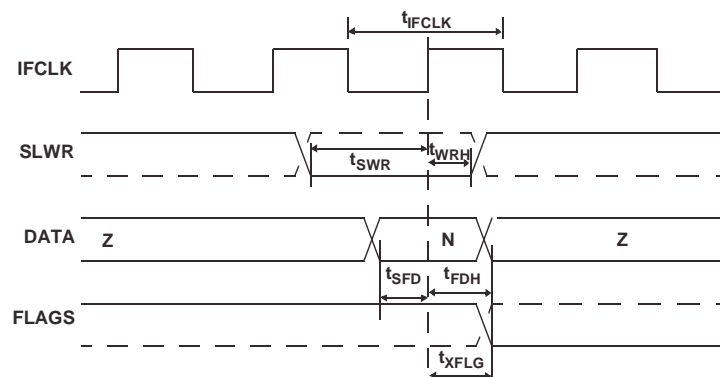 tIFCLK
IFCLK
SLWR
tSWR
tWRH
DATA
Z
N
Z
tSFD
tFDH
FLAGS
tXFLG